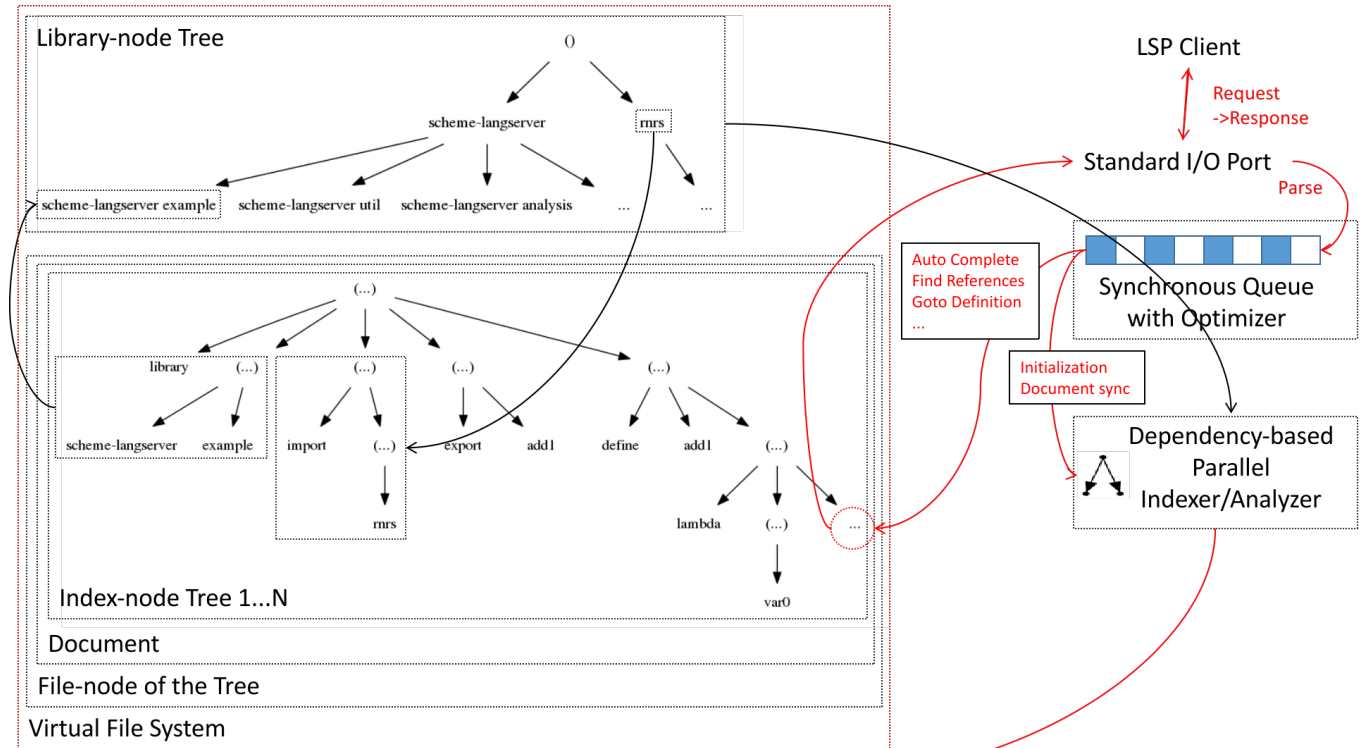 Library-node Tree
()
scheme-langserver
rnrs
scheme-langserver example
scheme-langserver util
scheme-langserver analysis
...
...
(...)
library
(...)
(...)
(...)
(...)
scheme-langserver
example
import
(...)
export
add1
define
add1
(...)
rnrs
lambda
(...)
...
var0
Index-node Tree 1...N
Document
File-node of the Tree
Virtual File System
LSP Client
Request
->Response
Standard I/O Port
Parse
Synchronous Queue
with Optimizer
Auto Complete
Find References
Goto Definition
...
Initialization
Document sync
Dependency-based
Parallel
Indexer/Analyzer